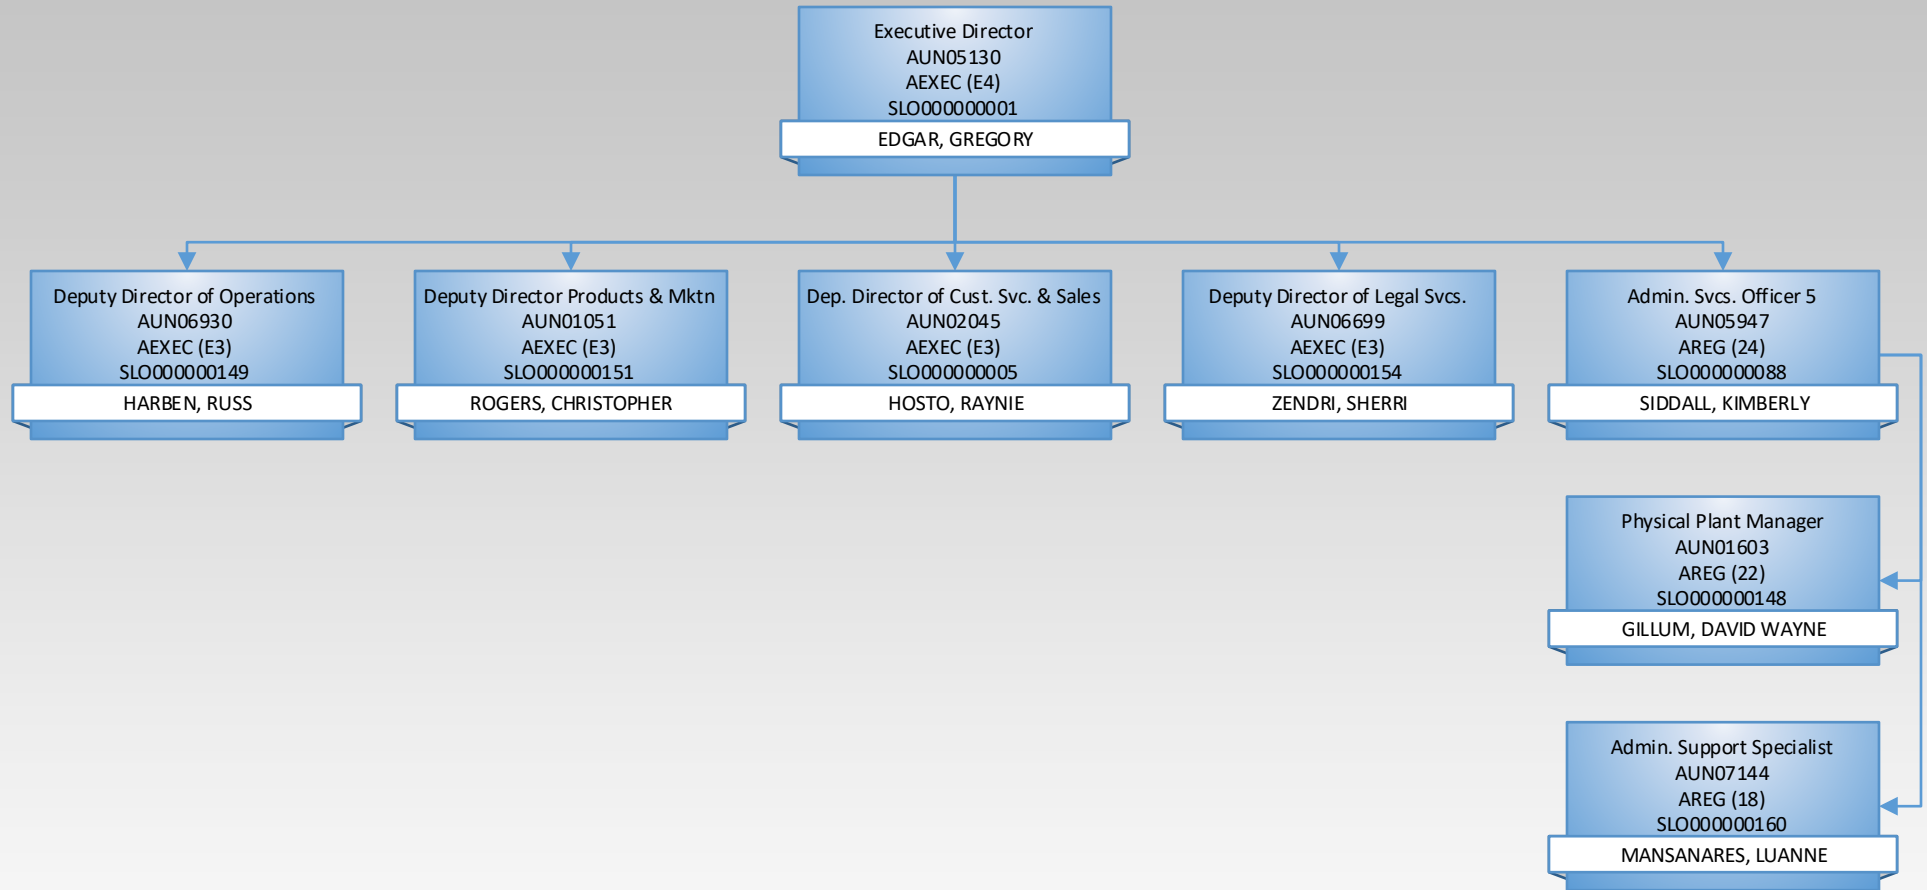 Executive Director
AUN05130
AEXEC (E4)
SLO000000001
EDGAR, GREGORY
Deputy Director of Operations
AUN06930
AEXEC (E3)
SLO000000149
HARBEN, RUSS
Deputy Director Products & Mktn
AUN01051
AEXEC (E3)
SLO000000151
ROGERS, CHRISTOPHER
Dep. Director of Cust. Svc. & Sales
AUN02045
AEXEC (E3)
SLO000000005
HOSTO, RAYNIE
Deputy Director of Legal Svcs.
AUN06699
AEXEC (E3)
SLO000000154
ZENDRI, SHERRI
Admin. Svcs. Officer 5
AUN05947
AREG (24)
SLO000000088
SIDDALL, KIMBERLY
Physical Plant Manager
AUN01603
AREG (22)
SLO000000148
GILLUM, DAVID WAYNE
Admin. Support Specialist
AUN07144
AREG (18)
SLO000000160
MANSANARES, LUANNE